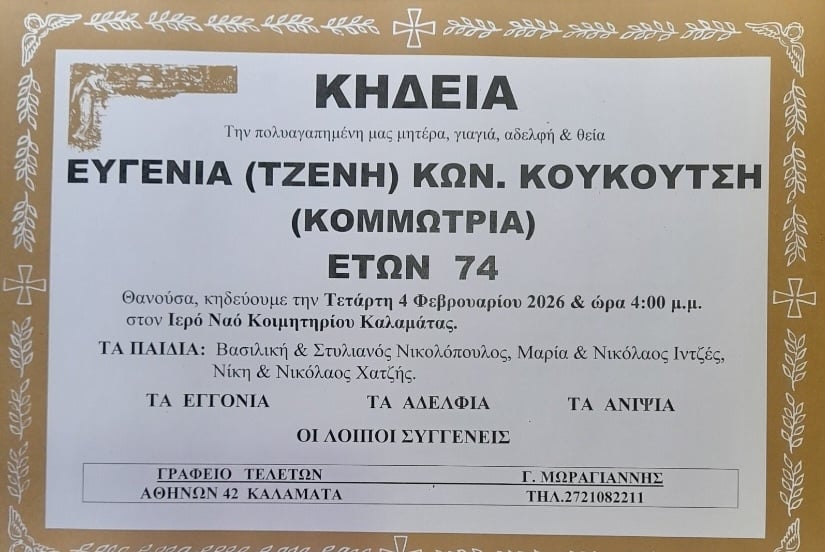 ΚΗΔΕΙΑ
Την πολυαγαπημένη μας μητέρα, γιαγιά, αδελφή & θεία
ΕΥΓΕΝΙΑ (ΤΖΕΝΗ) ΚΩΝ. ΚΟΥΚΟΥΤΣΗ
(ΚΟΜΜΩΤΡΙΑ)
ΕΤΩΝ 74
Θανούσα, κηδεύουμε την Τετάρτη 4 Φεβρουαρίου 2026 & ώρα 4:00 μ.μ.
στον Ιερό Ναό Κοιμητηρίου Καλαμάτας.
ΤΑ ΠΑΙΔΙΑ: Βασιλική & Στυλιανός Νικολόπουλος, Μαρία & Νικόλαος Ιντζές,
Νίκη & Νικόλαος Χατζής.
ΤΑ ΕΓΓΟΝΙΑ ΤΑ ΑΔΕΛΦΙΑ ΤΑ ΑΝΙΨΙΑ
ΟΙ ΛΟΙΠΟΙ ΣΥΓΓΕΝΕΙΣ
ΓΡΑΦΕΙΟ ΤΕΛΕΤΩΝ Γ. ΜΩΡΑΓΙΑΝΝΗΣ
ΑΘΗΝΩΝ 42 ΚΑΛΑΜΑΤΑ ΤΗΛ.2721082211